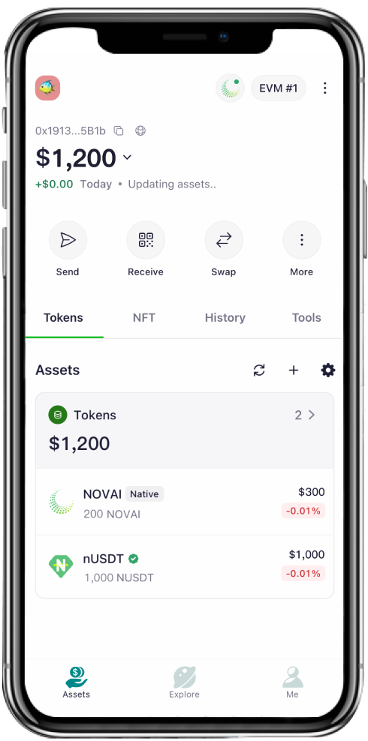 EVM #1
0x1913...5B1b
$1,200
+$0.00 Today • Updating assets..
Send Receive Swap More
Tokens NFT History Tools
Assets
Tokens 2
$1,200
NOVAI Native $300
200 NOVAI -0.01%
nUSDT $1,000
1,000 NUSDT -0.01%
Assets Explore Me